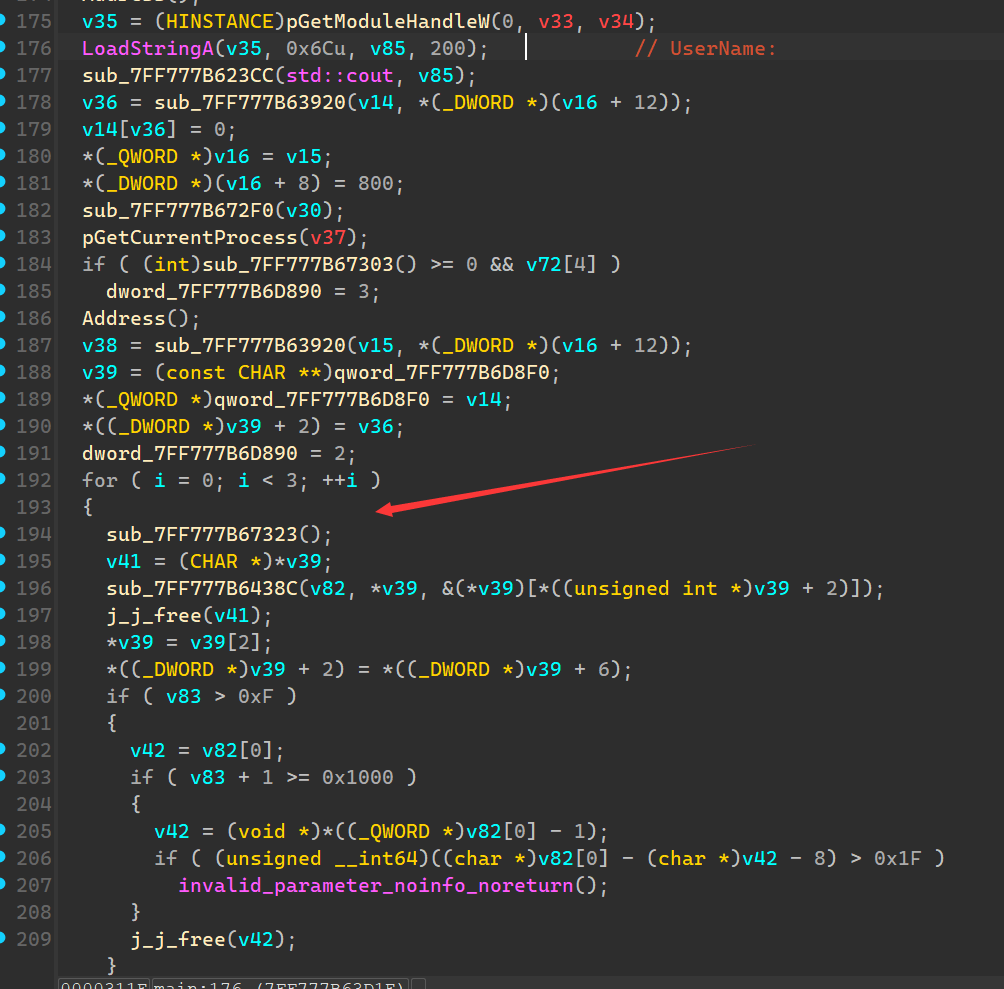 175 v35 = (HINSTANCE)pGetModuleHandleW(0, v33, v34);
176 LoadStringA(v35, 0x6Cu, v85, 200); // UserName:
177 sub_7FF777B623CC(std::cout, v85);
178 v36 = sub_7FF777B63920(v14, *(_DWORD *)(v16 + 12));
179 v14[v36] = 0;
180 *(_QWORD *)v16 = v15;
181 *(_DWORD *)(v16 + 8) = 800;
182 sub_7FF777B672F0(v30);
183 pGetCurrentProcess(v37);
184 if ( (int)sub_7FF777B67303() >= 0 && v72[4] )
185 dword_7FF777B6D890 = 3;
186 Address();
187 v38 = sub_7FF777B63920(v15, *(_DWORD *)(v16 + 12));
188 v39 = (const CHAR **)qword_7FF777B6D8F0;
189 *(_QWORD *)qword_7FF777B6D8F0 = v14;
190 *((_DWORD *)v39 + 2) = v36;
191 dword_7FF777B6D890 = 2;
192 for ( i = 0; i < 3; ++i )
193 {
194 sub_7FF777B67323();
195 v41 = (CHAR *)*v39;
196 sub_7FF777B6438C(v82, *v39, &(*v39)[*((unsigned int *)v39 + 2)]);
197 j_j_free(v41);
198 *v39 = v39[2];
199 *((_DWORD *)v39 + 2) = *((_DWORD *)v39 + 6);
200 if ( v83 > 0xF )
201 {
202 v42 = v82[0];
203 if ( v83 + 1 >= 0x1000 )
204 {
205 v42 = (void *)*((_QWORD *)v82[0] - 1);
206 if ( (unsigned __int64)((char *)v82[0] - (char *)v42 - 8) > 0x1F )
207 invalid_parameter_noinfo_noreturn();
208 }
209 j_j_free(v42);
}